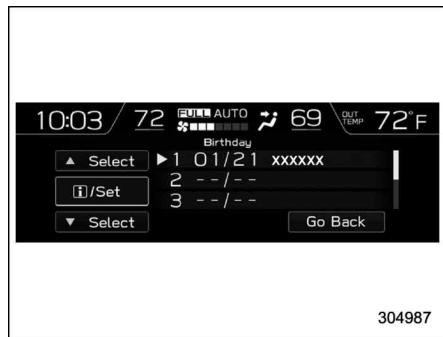 10:03 72 FULL AUTO 69 OUT TEMP 72°F
Birthday
▲ Select ▶1 01/21 xxxxxx
i/Set 2 --/--
3 --/--
▼ Select Go Back
304987